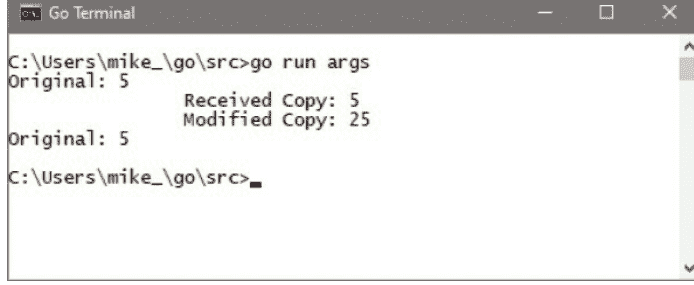 Go Terminal
C:\Users\mike_\go\src>go run args
Original: 5
Received Copy: 5
Modified Copy: 25
Original: 5
C:\Users\mike_\go\src>